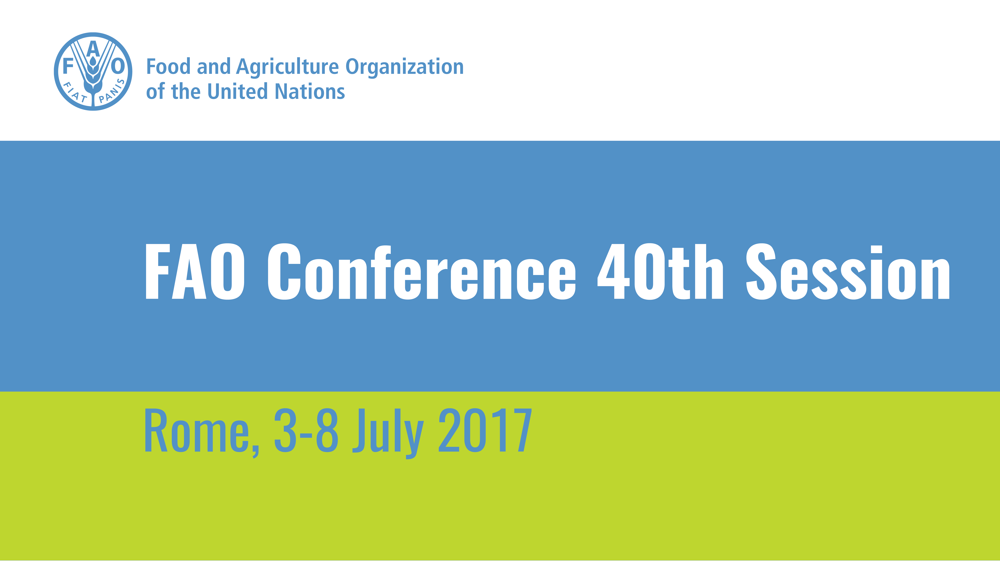 F A O
FIAT PANIS
Food and Agriculture Organization
of the United Nations
FAO Conference 40th Session
Rome, 3-8 July 2017